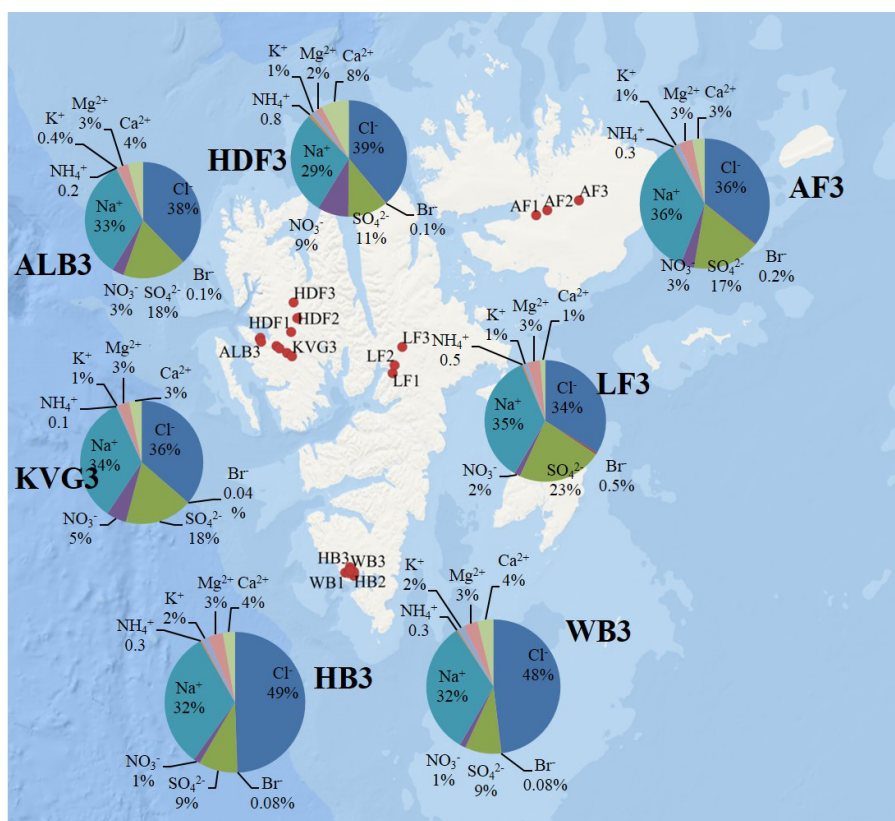 HDF3
K⁺
1%
Mg²⁺
2%
Ca²⁺
8%
NH₄⁺
0.8
Cl⁻
39%
Na⁺
29%
NO₃⁻
9%
SO₄²⁻
11%
Br⁻
0.1%
AF3
K⁺
1%
Mg²⁺
3%
Ca²⁺
3%
NH₄⁺
0.3
Cl⁻
36%
Na⁺
36%
NO₃⁻
3%
SO₄²⁻
17%
Br⁻
0.2%
ALB3
K⁺
0.4%
Mg²⁺
3%
Ca²⁺
4%
NH₄⁺
0.2
Cl⁻
38%
Na⁺
33%
NO₃⁻
3%
SO₄²⁻
18%
Br⁻
0.1%
AF1
AF2
AF3
HDF3
HDF2
HDF1
ALB3
KVG3
LF3
LF2
LF1
KVG3
K⁺
1%
Mg²⁺
3%
Ca²⁺
3%
NH₄⁺
0.1
Cl⁻
36%
Na⁺
34%
NO₃⁻
5%
SO₄²⁻
18%
Br⁻
0.04
%
LF3
K⁺
1%
Mg²⁺
3%
Ca²⁺
1%
NH₄⁺
0.5
Cl⁻
34%
Na⁺
35%
NO₃⁻
2%
SO₄²⁻
23%
Br⁻
0.5%
HB3
WB3
WB1
HB2
HB3
K⁺
2%
Mg²⁺
3%
Ca²⁺
4%
NH₄⁺
0.3
Cl⁻
49%
Na⁺
32%
NO₃⁻
1%
SO₄²⁻
9%
Br⁻
0.08%
WB3
K⁺
2%
Mg²⁺
3%
Ca²⁺
4%
NH₄⁺
0.3
Cl⁻
48%
Na⁺
32%
NO₃⁻
1%
SO₄²⁻
9%
Br⁻
0.08%